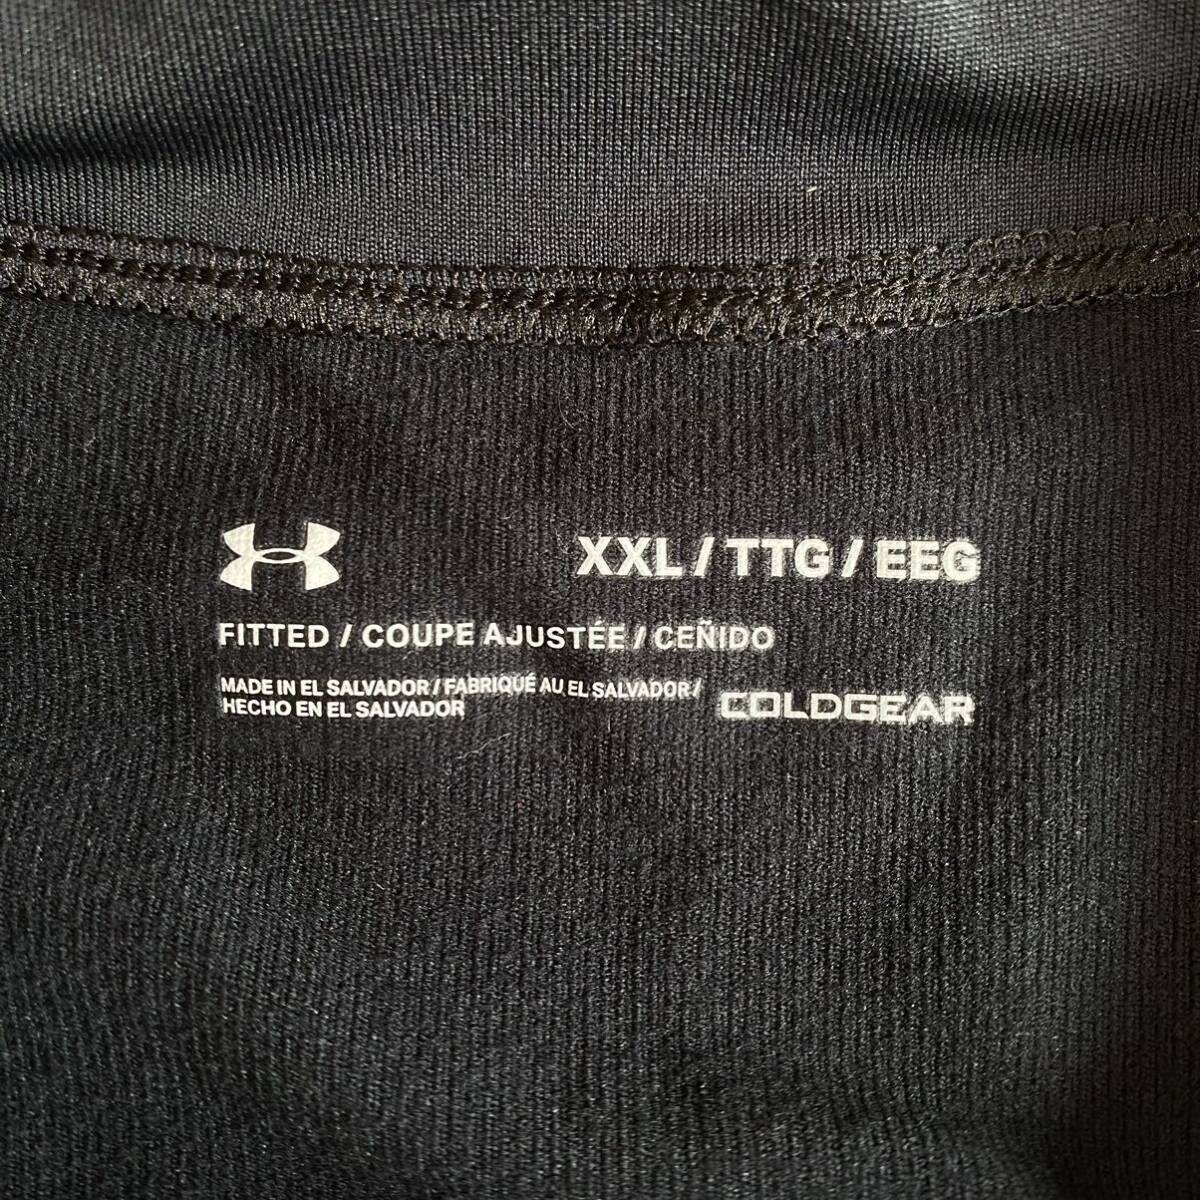 XXL / TTG / EEG
FITTED / COUPE AJUSTÉE / CEÑIDO
MADE IN EL SALVADOR / FABRIQUÉ AU EL SALVADOR /
HECHO EN EL SALVADOR
COLDGEAR